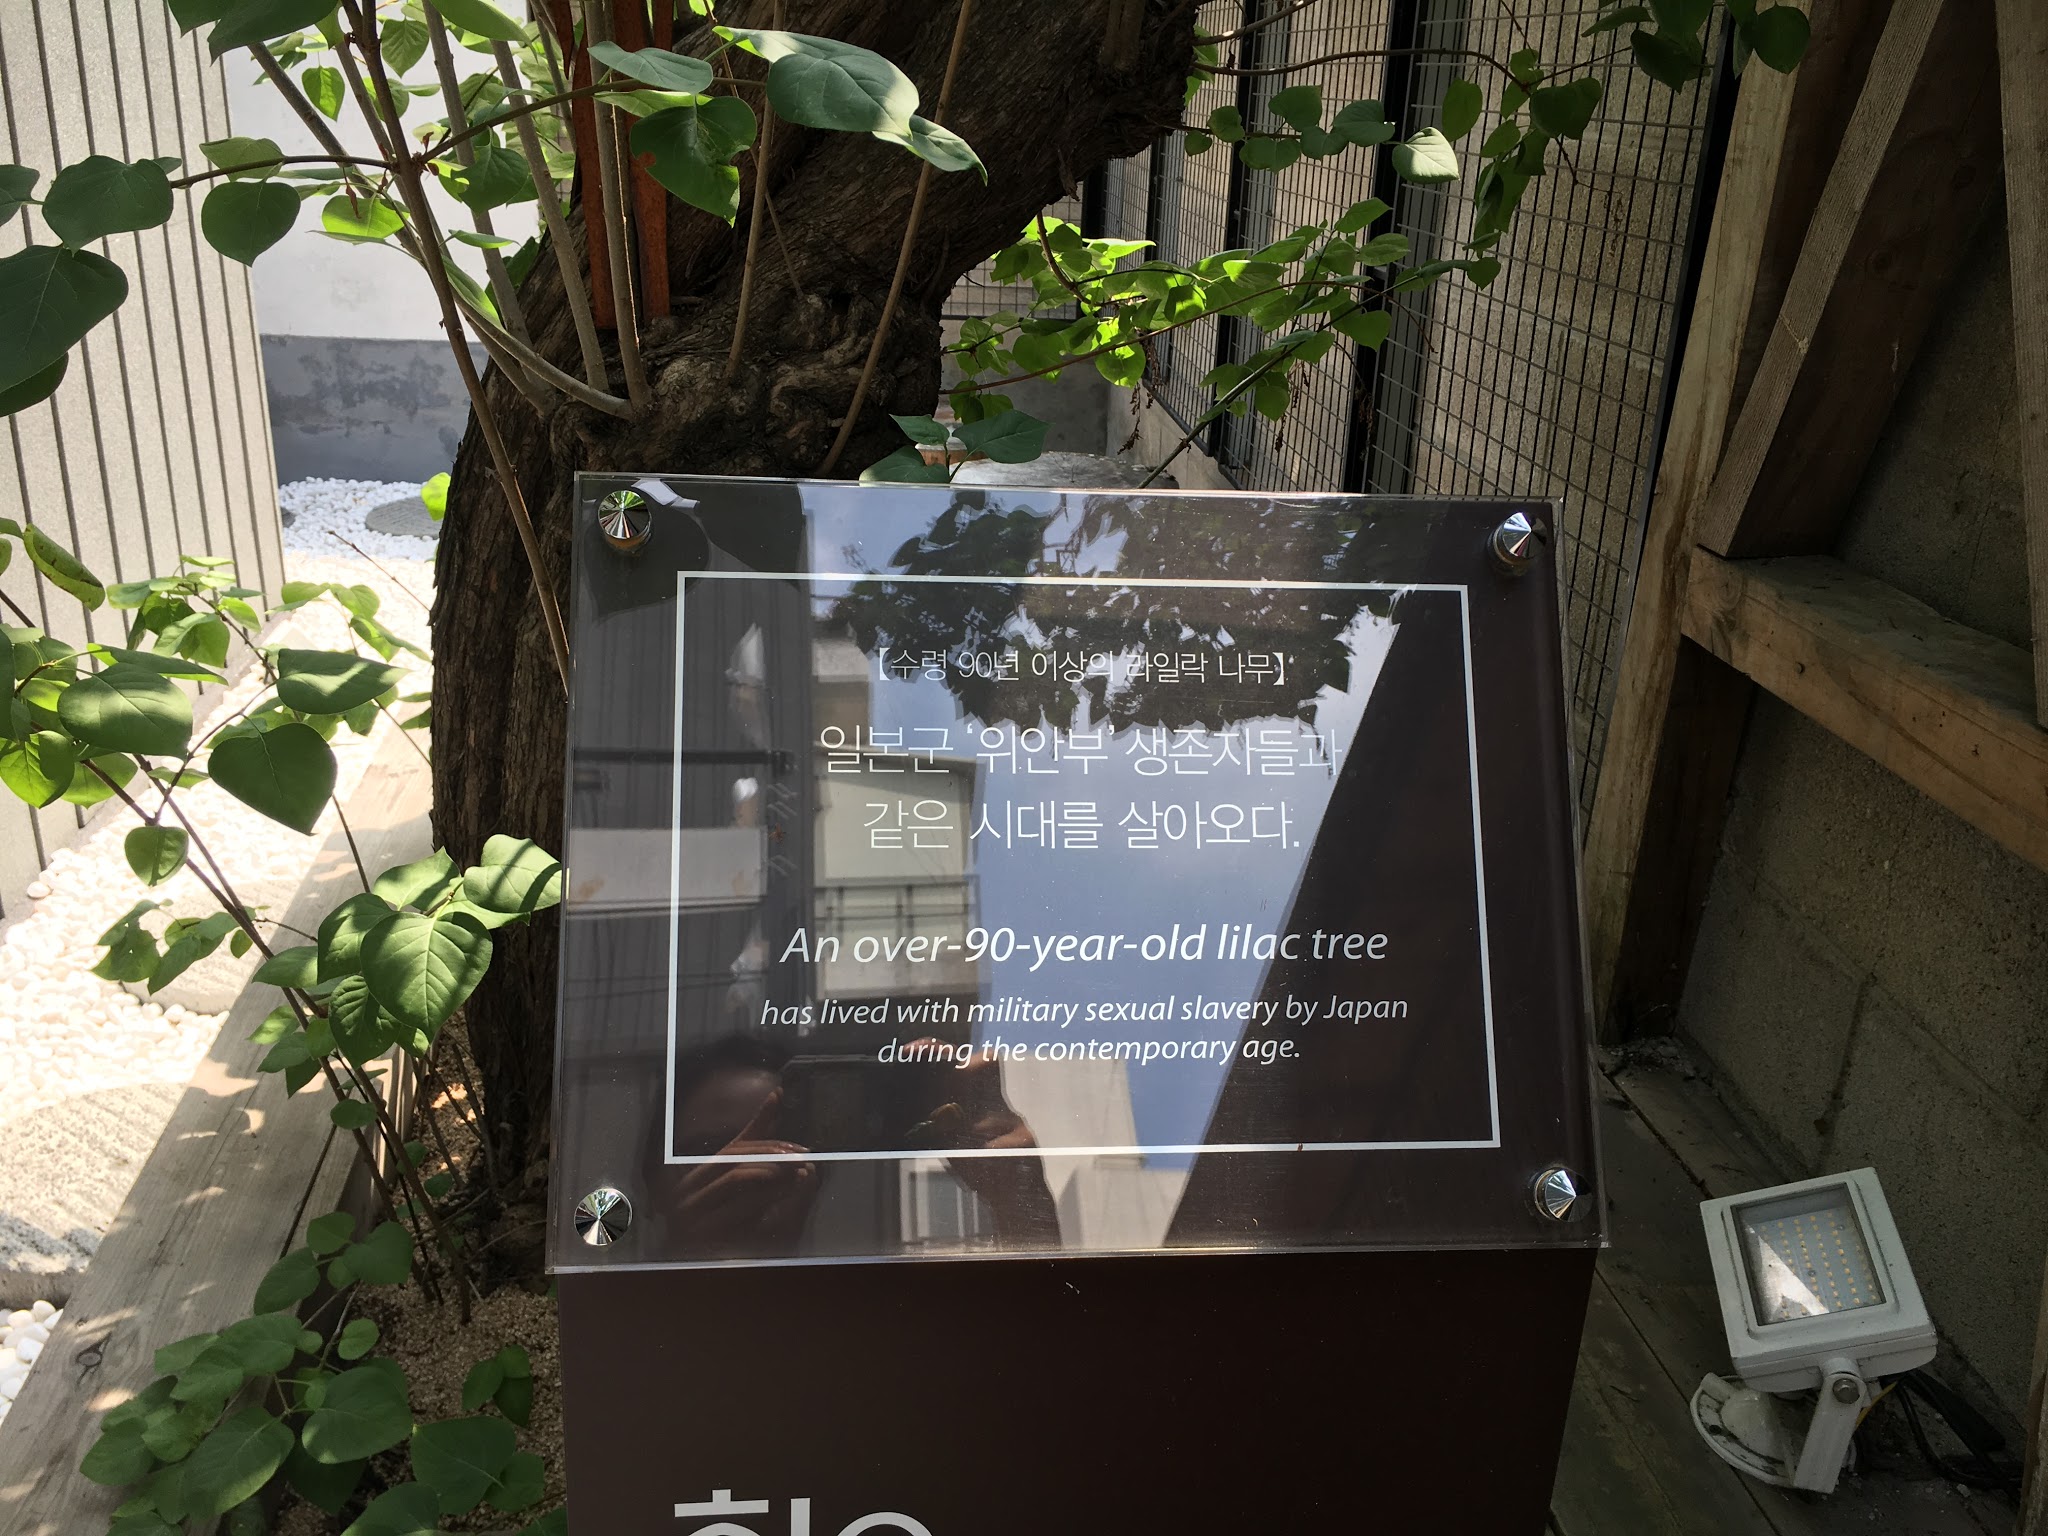 【수령 90년 이상의 라일락 나무】
일본군 ‘위안부’ 생존자들과
같은 시대를 살아오다.
An over-90-year-old lilac tree
has lived with military sexual slavery by Japan
during the contemporary age.